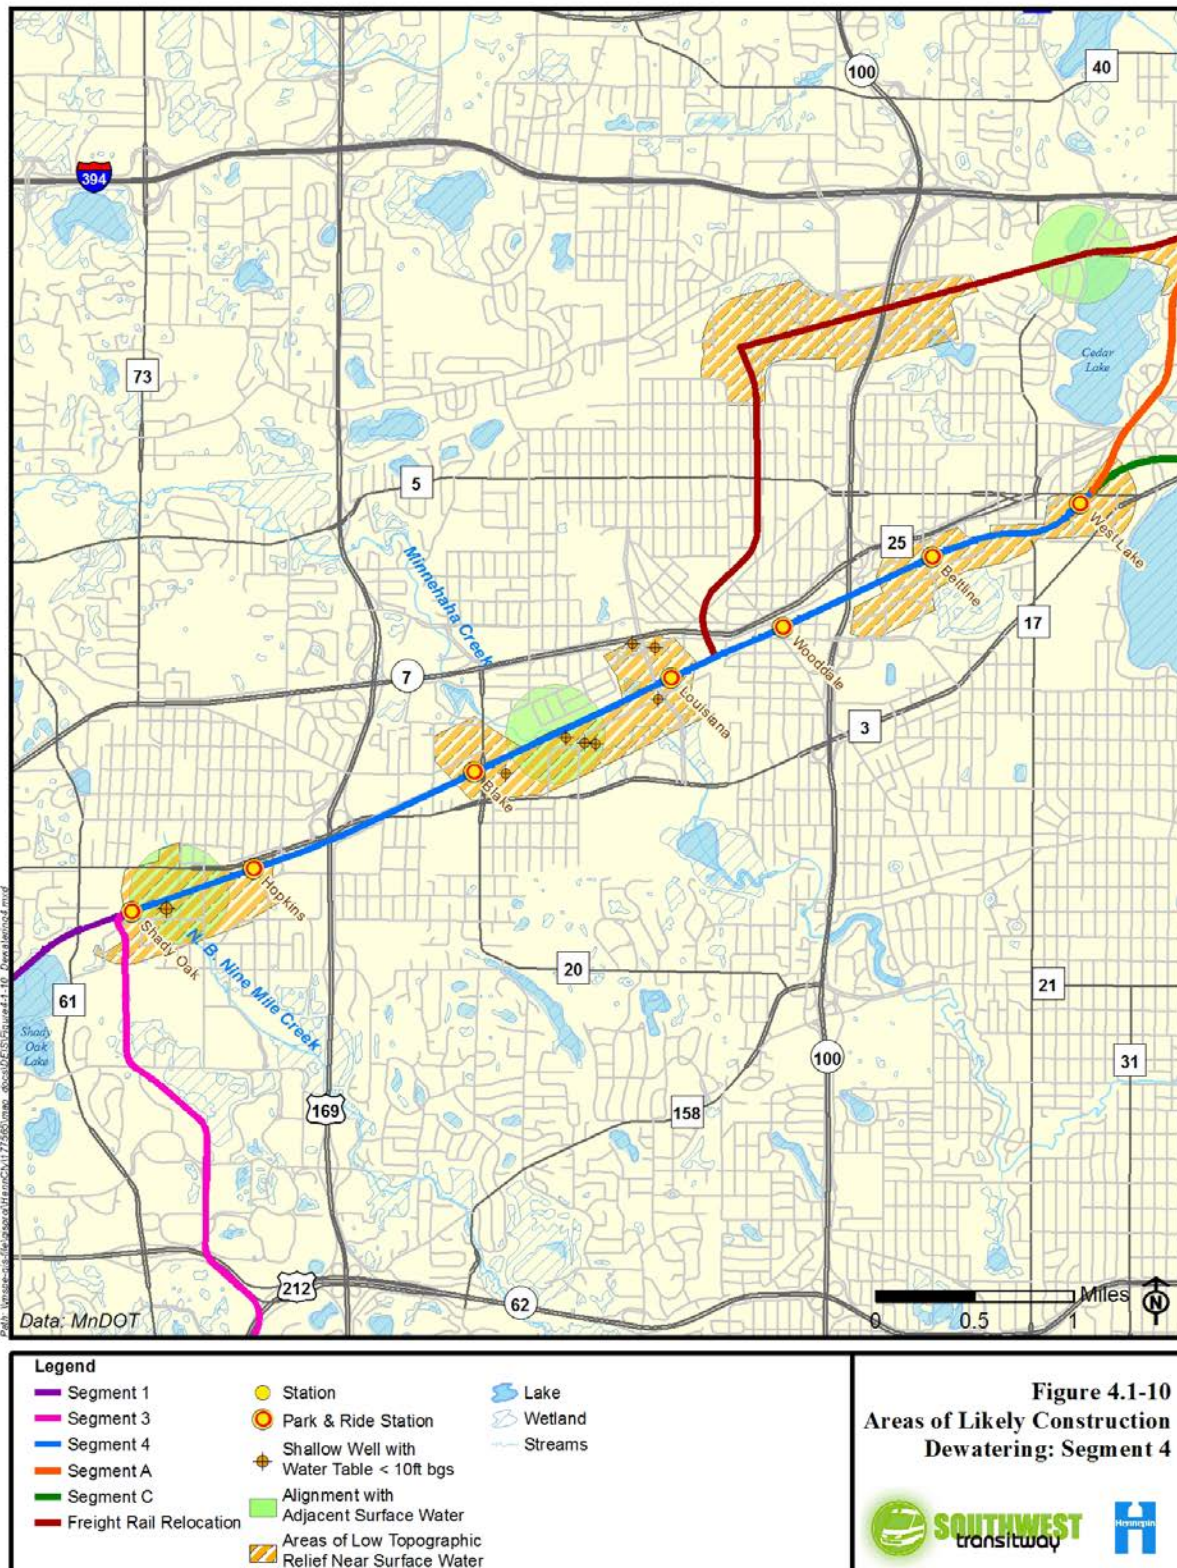 100
40
394
73
Cedar
Lake
5
Minnehaha Creek
25
West Lake
Beltline
17
Wooddale
7
Louisiana
3
Blake
Hopkins
Shady Oak
N. B. Nine Mile Creek
20
61
21
Shady
Oak
Lake
100
31
169
158
212
62
Miles
0
0.5
1
N
Data: MnDOT
Legend
Segment 1
Segment 3
Segment 4
Segment A
Segment C
Freight Rail Relocation
Station
Park & Ride Station
Shallow Well with
Water Table < 10ft bgs
Alignment with
Adjacent Surface Water
Areas of Low Topographic
Relief Near Surface Water
Lake
Wetland
Streams
Figure 4.1-10
Areas of Likely Construction
Dewatering: Segment 4
SOUTHWEST
transitway
Hennepin